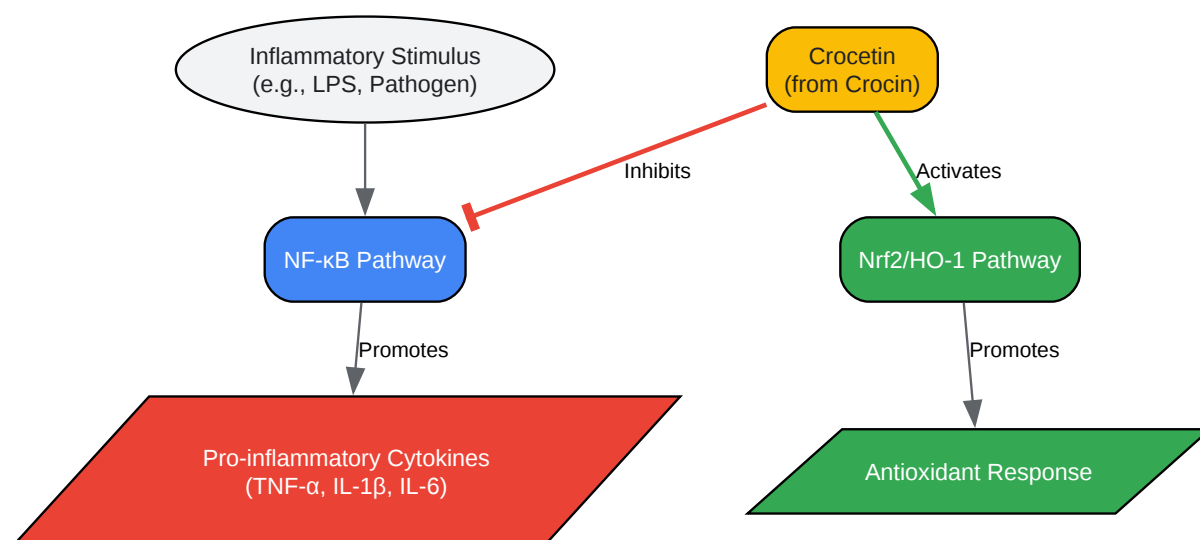 Inflammatory Stimulus
(e.g., LPS, Pathogen)
Crocetin
(from Crocin)
Inhibits
Activates
NF-κB Pathway
Nrf2/HO-1 Pathway
Promotes
Promotes
Pro-inflammatory Cytokines
(TNF-α, IL-1β, IL-6)
Antioxidant Response